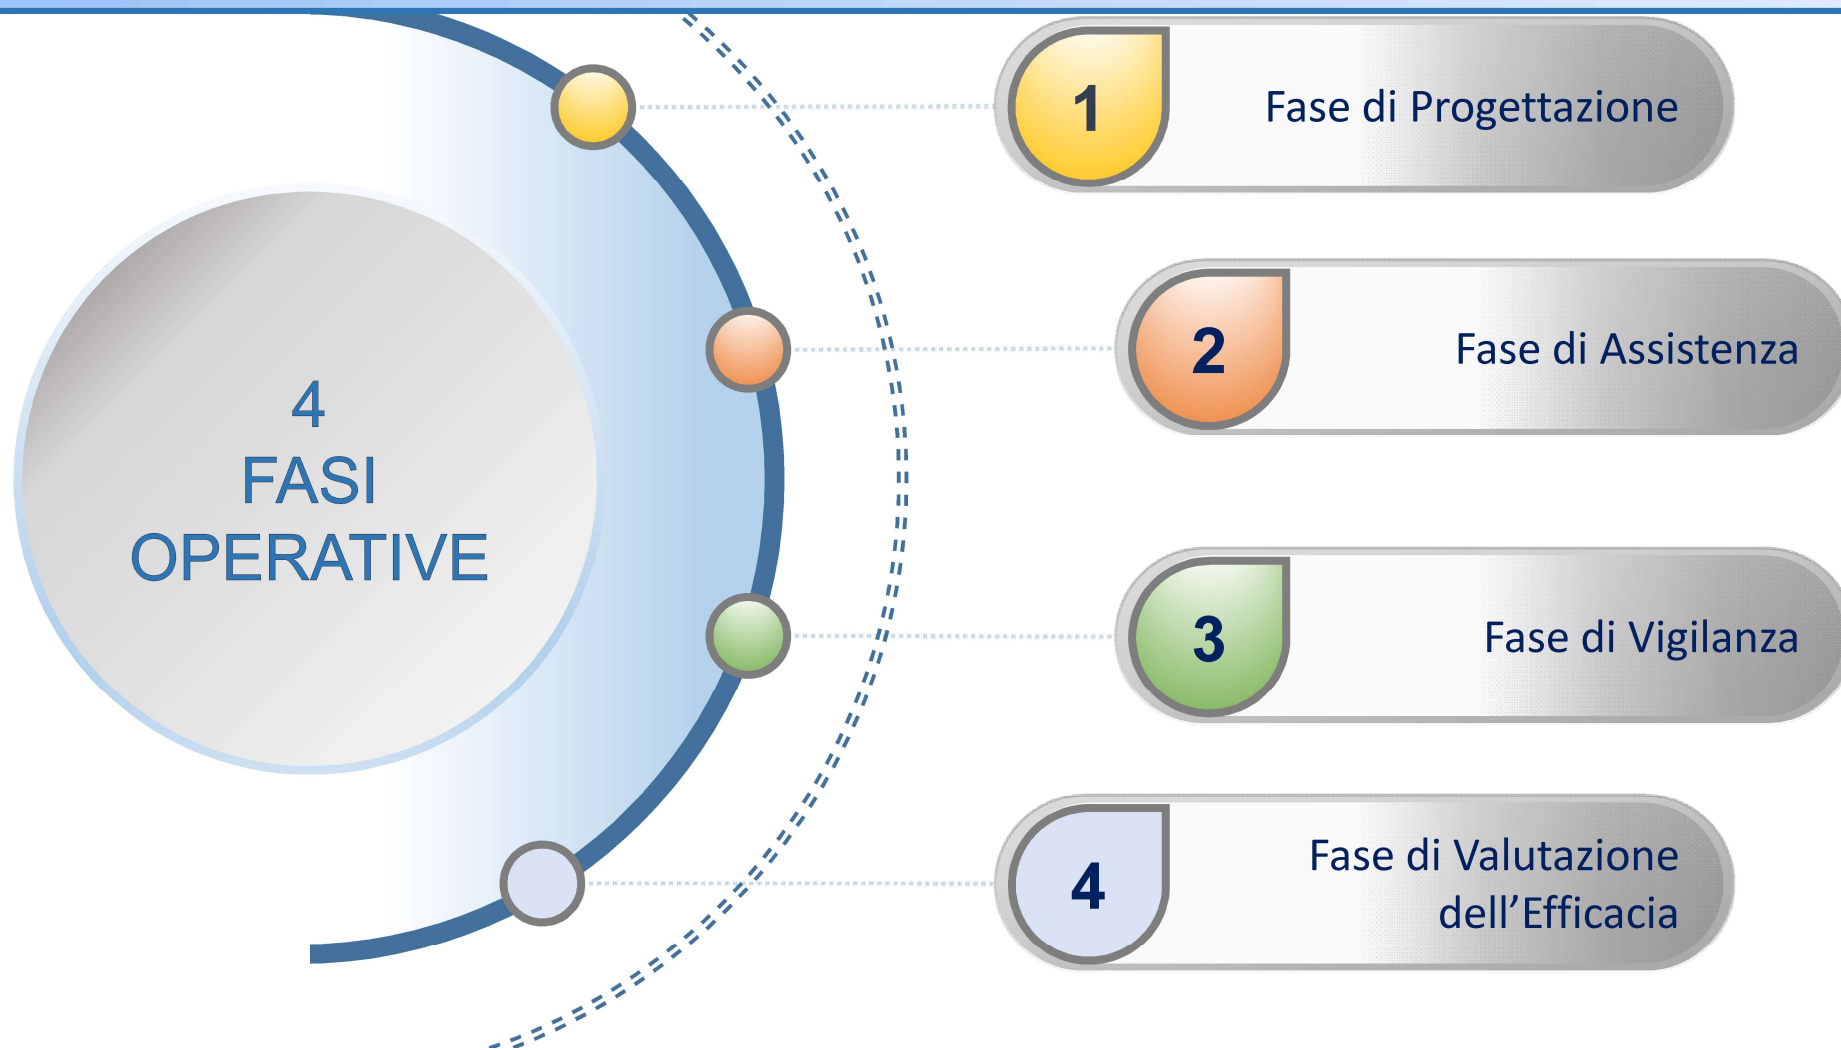 4
FASI
OPERATIVE
1
Fase di Progettazione
2
Fase di Assistenza
3
Fase di Vigilanza
4
Fase di Valutazione
dell’Efficacia